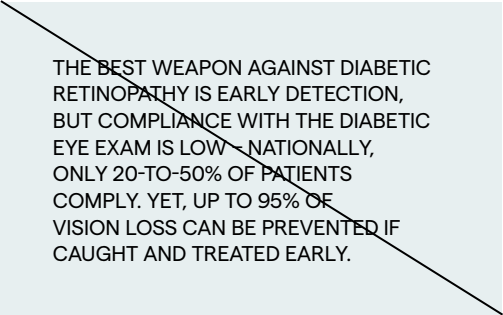 THE BEST WEAPON AGAINST DIABETIC
RETINOPATHY IS EARLY DETECTION,
BUT COMPLIANCE WITH THE DIABETIC
EYE EXAM IS LOW – NATIONALLY,
ONLY 20-TO-50% OF PATIENTS
COMPLY. YET, UP TO 95% OF
VISION LOSS CAN BE PREVENTED IF
CAUGHT AND TREATED EARLY.